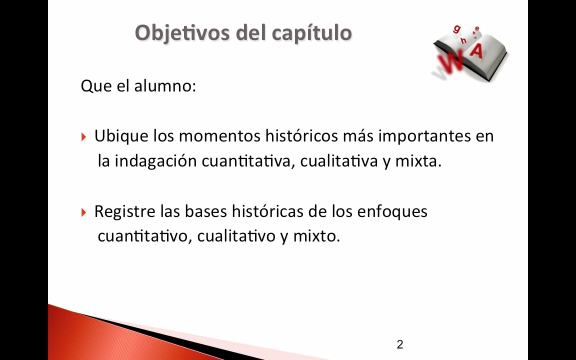 Objetivos del capítulo
Que el alumno:
Ubique los momentos históricos más importantes en
la indagación cuantitativa, cualitativa y mixta.
Registre las bases históricas de los enfoques
cuantitativo, cualitativo y mixto.
2